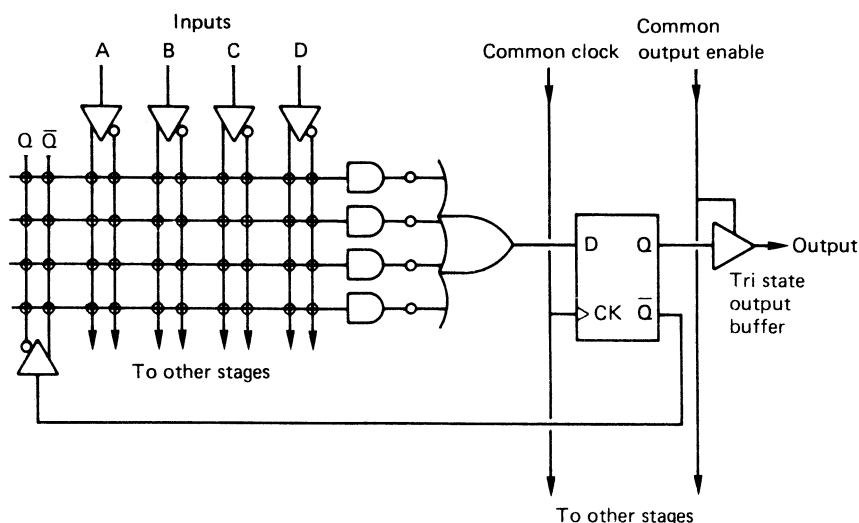 Inputs
A B C D
Common clock
Common
output enable
Q Q̅
D Q
CK Q̅
Output
Tri state
output
buffer
To other stages
To other stages